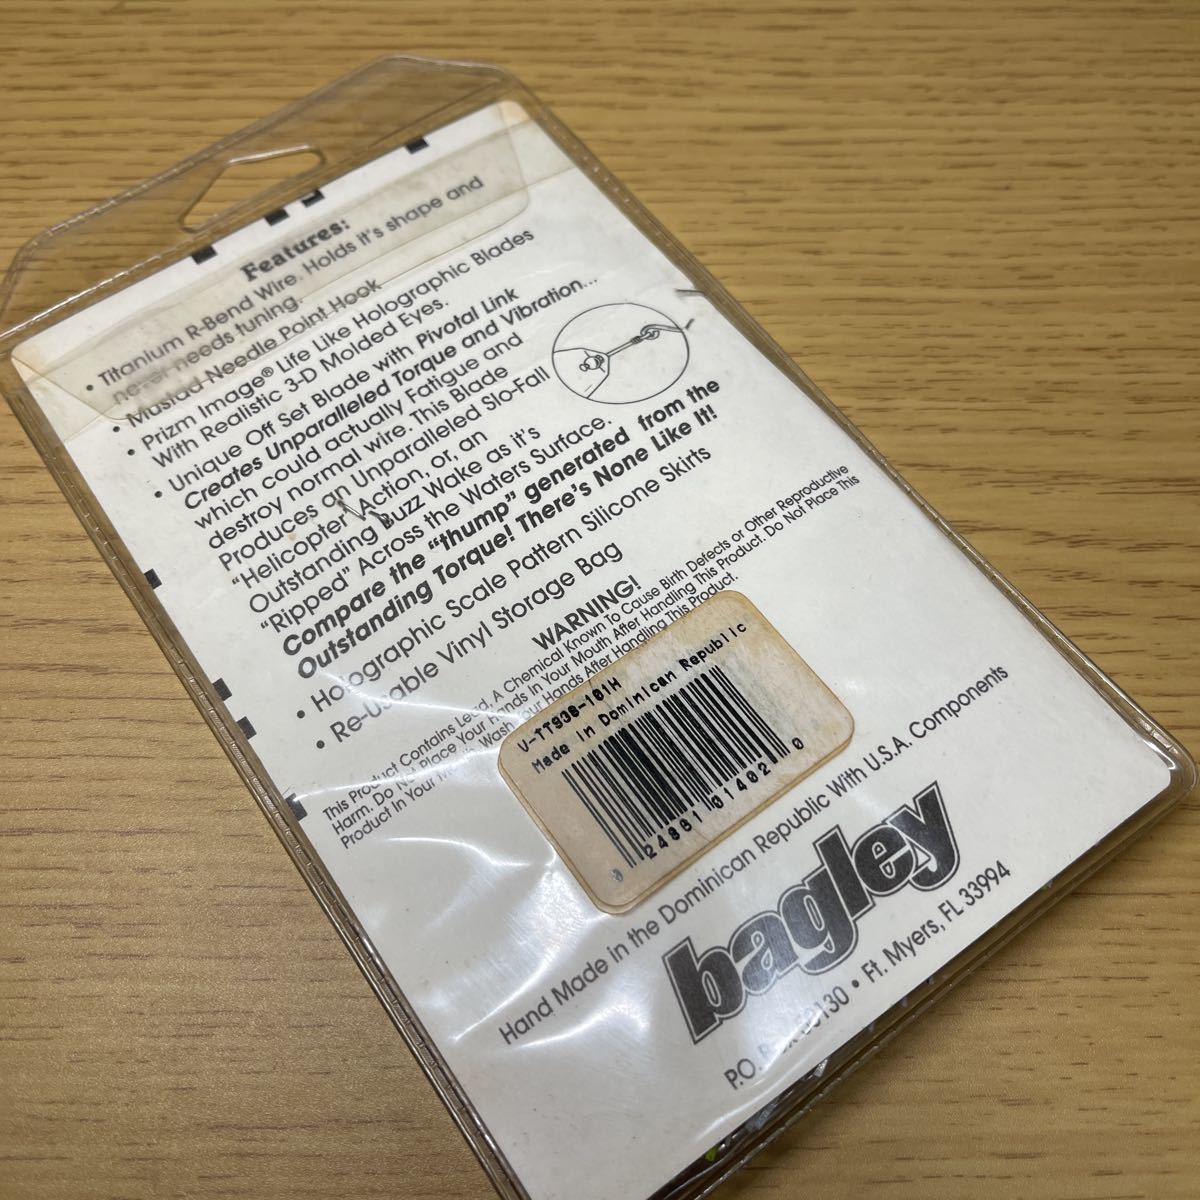 Features:
• Titanium R-Bend Wire. Holds it's shape and
never needs tuning.
• Mustad Needle Point Hook
Prizm Image® Life Like Holographic Blades
With Realistic 3-D Molded Eyes.
• Unique Off Set Blade with Pivotal Link
Creates Unparalleled Torque and Vibration...
which could actually Fatigue and
destroy normal wire. This Blade
Produces an Unparalleled Slo-Fall
"Helicopter" Action, or, an
Outstanding Buzz Wake as it's
"Ripped" Across the Waters Surface.
Compare the "thump" generated from the
Outstanding Torque! There's None Like It!
• Holographic Scale Pattern Silicone Skirts
• Re-Usable Vinyl Storage Bag
WARNING!
This Product Contains Lead, A Chemical Known To Cause Birth Defects or Other Reproductive
Harm. Do Not Place Your Hands In Your Mouth After Handling This Product. Do Not Place This
Product In Your Mouth. Wash Your Hands After Handling This Product.
V-TT938-101H
Made in Dominican Republic
0 24881 01402 0
Hand Made in the Dominican Republic With U.S.A. Components
bagley
P.O. Box 50130 • Ft. Myers, FL 33994